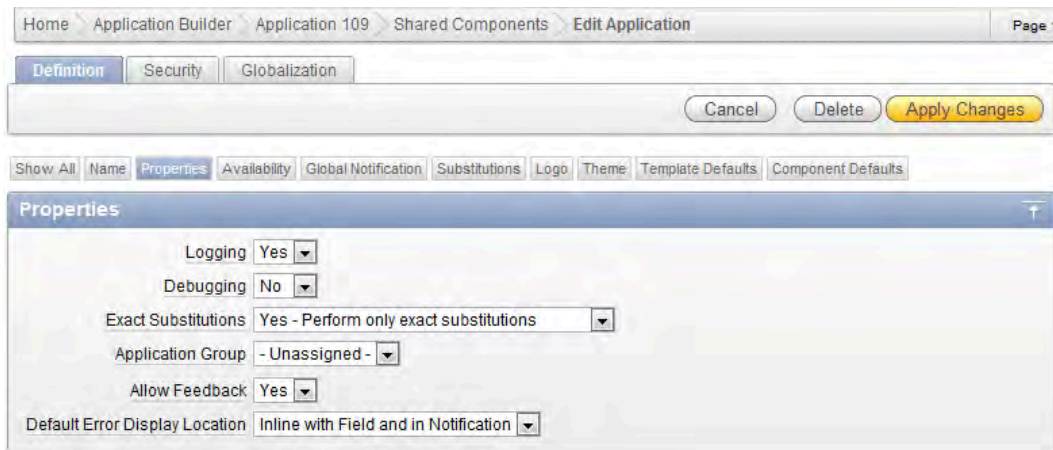 Home Application Builder Application 109 Shared Components Edit Application Page
Definition Security Globalization
Cancel Delete Apply Changes
Show All Name Properties Availability Global Notification Substitutions Logo Theme Template Defaults Component Defaults
Properties
Logging Yes
Debugging No
Exact Substitutions Yes - Perform only exact substitutions
Application Group - Unassigned -
Allow Feedback Yes
Default Error Display Location Inline with Field and in Notification